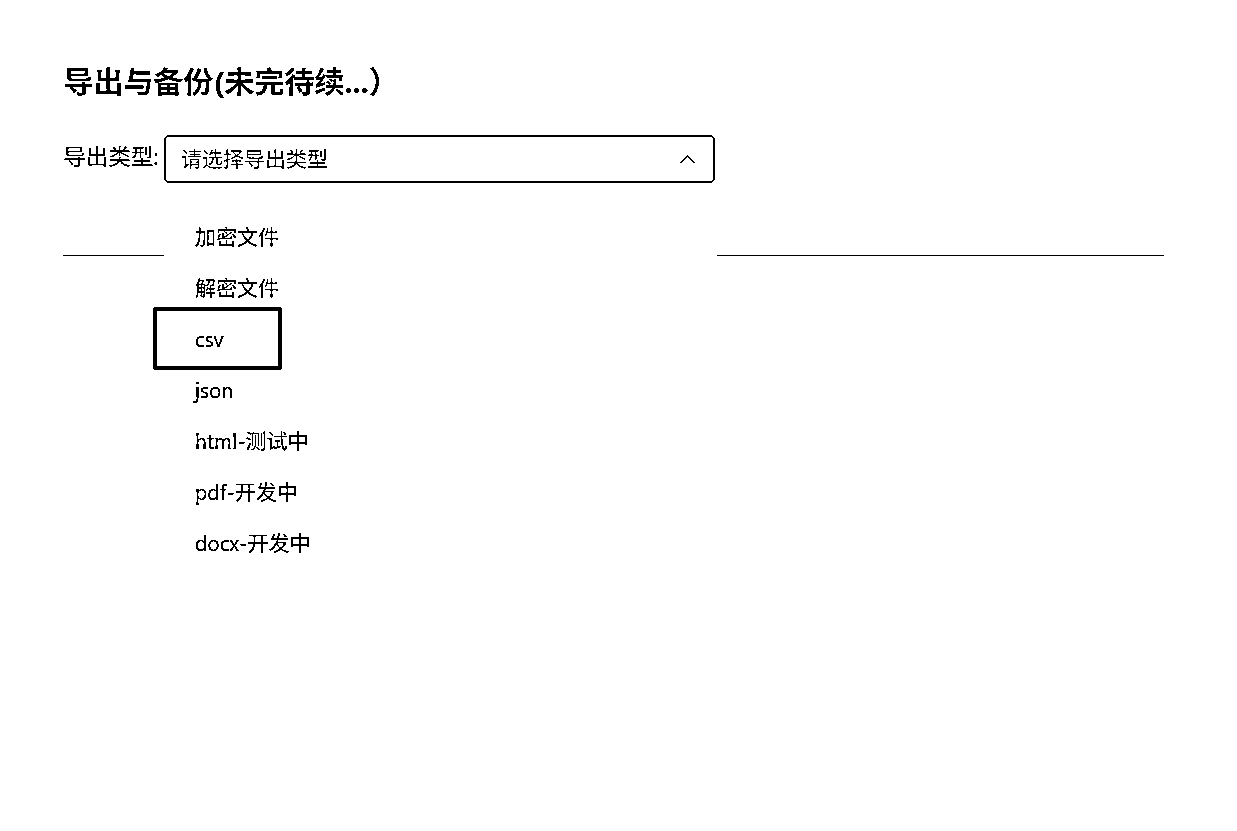 导出与备份(未完待续...）
导出类型: 请选择导出类型
加密文件
解密文件
csv
json
html-测试中
pdf-开发中
docx-开发中